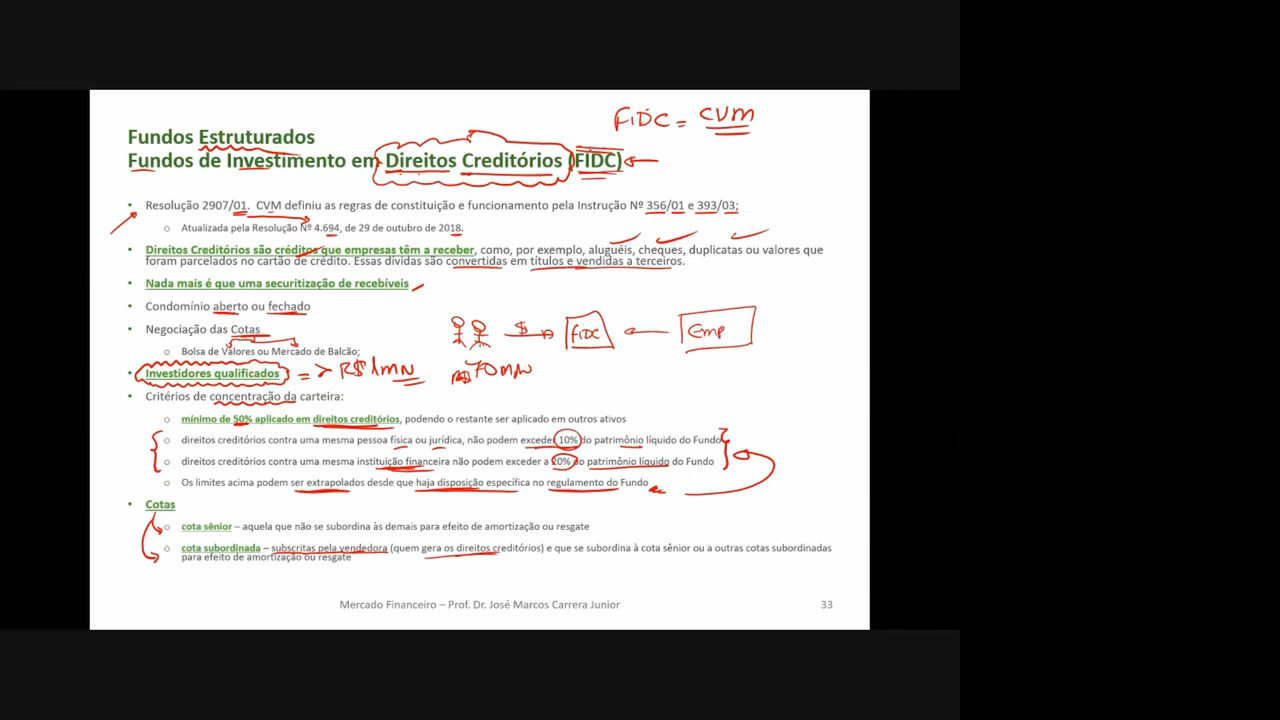 FIDC = CVM
Fundos Estruturados
Fundos de Investimento em Direitos Creditórios (FIDC)
• Resolução 2907/01. CVM definiu as regras de constituição e funcionamento pela Instrução Nº 356/01 e 393/03;
o Atualizada pela Resolução Nº 4.694, de 29 de outubro de 2018.
• Direitos Creditórios são créditos que empresas têm a receber, como, por exemplo, aluguéis, cheques, duplicatas ou valores que
foram parcelados no cartão de crédito. Essas dívidas são convertidas em títulos e vendidas a terceiros.
• Nada mais é que uma securitização de recebíveis
• Condomínio aberto ou fechado
• Negociação das Cotas
$ FIDC Emp
o Bolsa de Valores ou Mercado de Balcão;
• Investidores qualificados => R$ 1mn 70mn
• Critérios de concentração da carteira:
o mínimo de 50% aplicado em direitos creditórios, podendo o restante ser aplicado em outros ativos
o direitos creditórios contra uma mesma pessoa física ou jurídica, não podem exceder 10% do patrimônio líquido do Fundo
o direitos creditórios contra uma mesma instituição financeira não podem exceder a 20% do patrimônio líquido do Fundo
o Os limites acima podem ser extrapolados desde que haja disposição específica no regulamento do Fundo
• Cotas
o cota sênior – aquela que não se subordina às demais para efeito de amortização ou resgate
o cota subordinada – subscritas pela vendedora (quem gera os direitos creditórios) e que se subordina à cota sênior ou a outras cotas subordinadas
para efeito de amortização ou resgate
Mercado Financeiro – Prof. Dr. José Marcos Carrera Junior 33